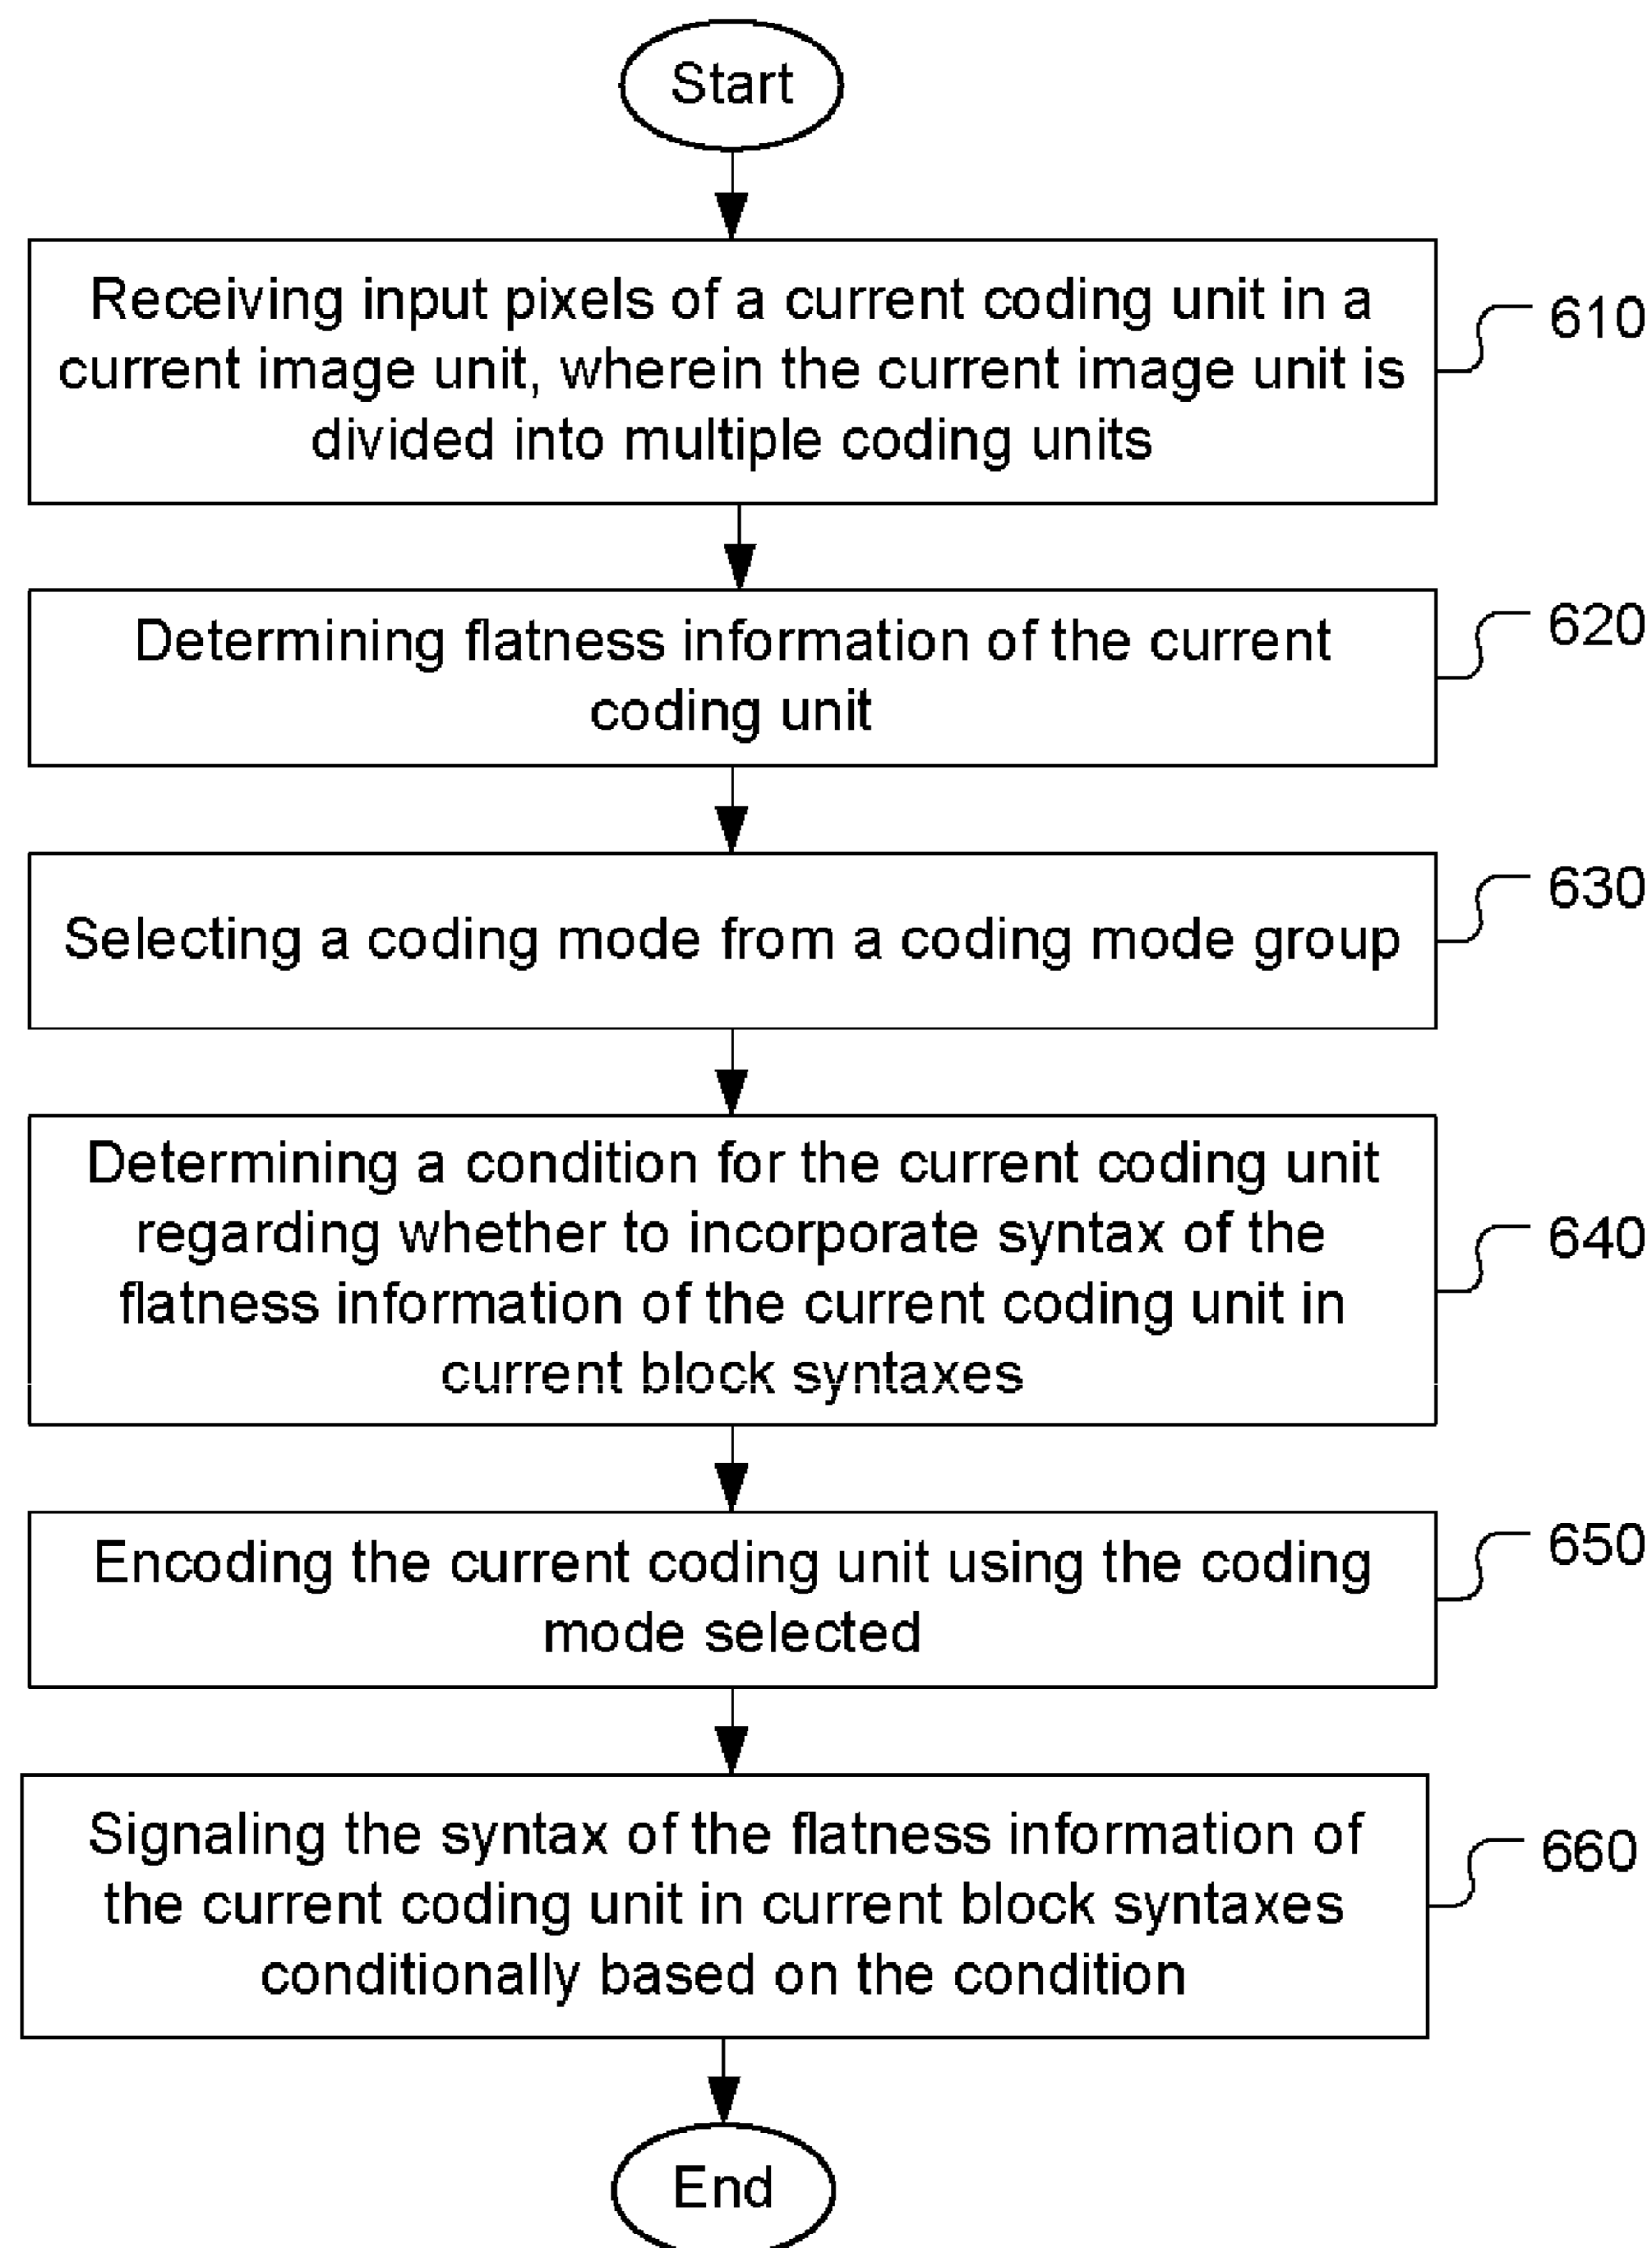 Start
Receiving input pixels of a current coding unit in a
current image unit, wherein the current image unit is
divided into multiple coding units
610
Determining flatness information of the current
coding unit
620
Selecting a coding mode from a coding mode group
630
Determining a condition for the current coding unit
regarding whether to incorporate syntax of the
flatness information of the current coding unit in
current block syntaxes
640
Encoding the current coding unit using the coding
mode selected
650
Signaling the syntax of the flatness information of
the current coding unit in current block syntaxes
conditionally based on the condition
660
End